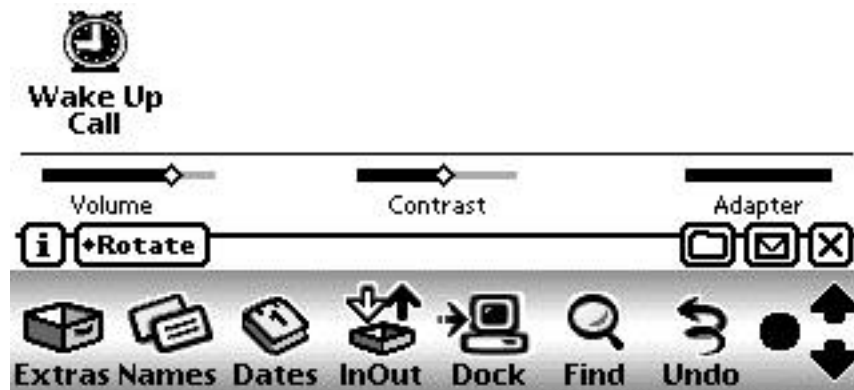 Wake Up
Call
Volume Contrast Adapter
i ◆Rotate
Extras Names Dates InOut Dock Find Undo